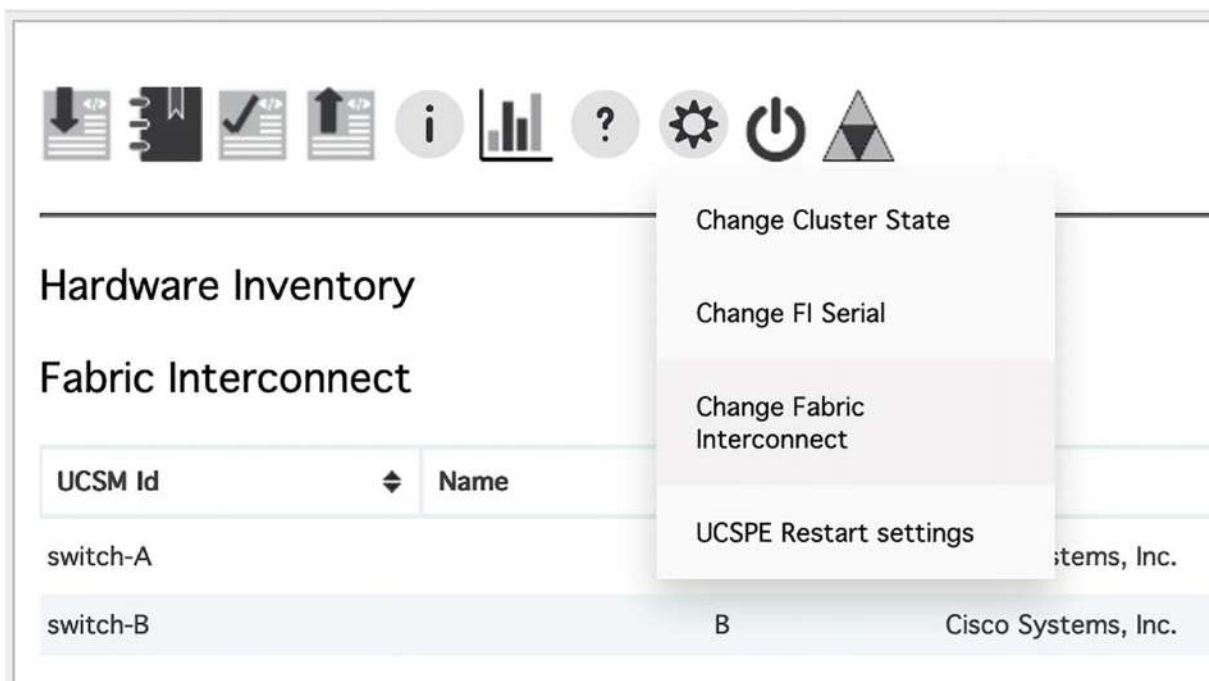 i
?
Change Cluster State
Hardware Inventory
Change FI Serial
Fabric Interconnect
Change Fabric
Interconnect
UCSM Id Name
UCSPE Restart settings
switch-A stems, Inc.
switch-B B Cisco Systems, Inc.